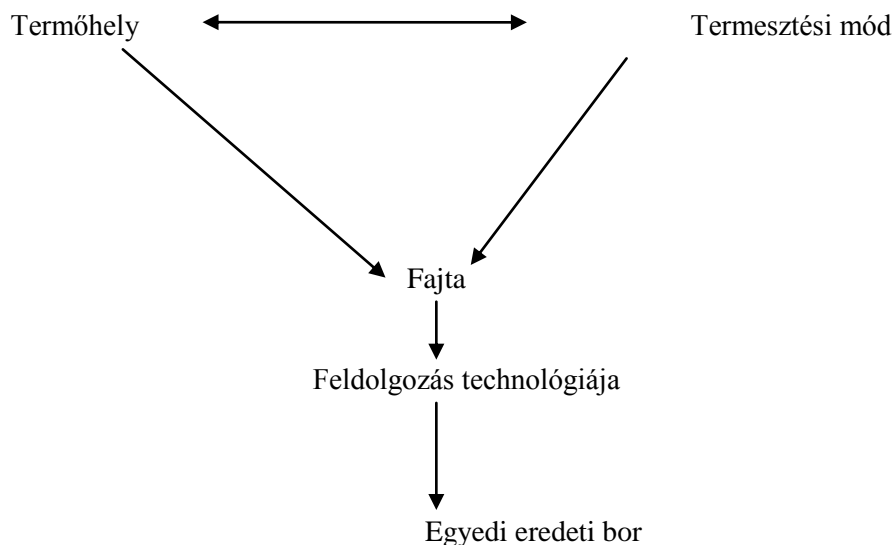 Termőhely Termesztési mód
Fajta
Feldolgozás technológiája
Egyedi eredeti bor